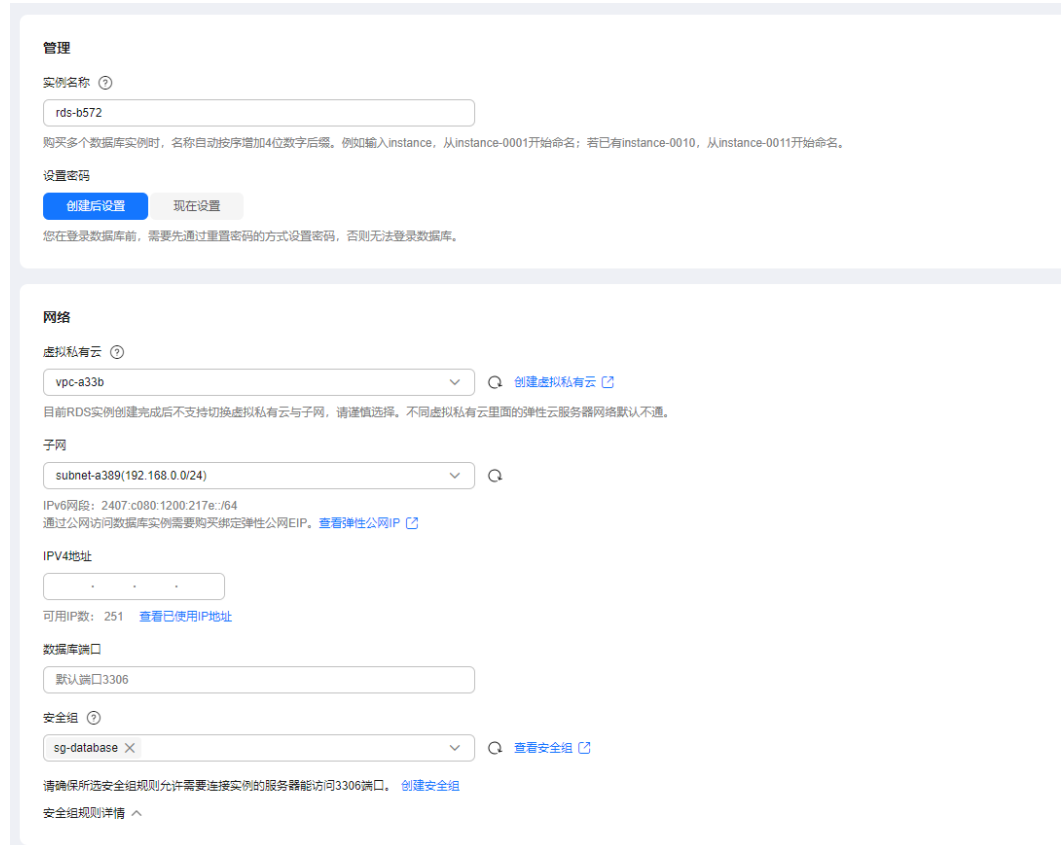 管理
实例名称
rds-b572
购买多个数据库实例时，名称自动按序增加4位数字后缀。例如输入instance，从instance-0001开始命名；若已有instance-0010，从instance-0011开始命名。
设置密码
创建后设置 现在设置
您在登录数据库前，需要先通过重置密码的方式设置密码，否则无法登录数据库。
网络
虚拟私有云
vpc-a33b 创建虚拟私有云
目前RDS实例创建完成后不支持切换虚拟私有云与子网，请谨慎选择。不同虚拟私有云里面的弹性云服务器网络默认不通。
子网
subnet-a389(192.168.0.0/24)
IPv6网段：2407:c080:1200:217e::/64
通过公网访问数据库实例需要购买绑定弹性公网EIP。查看弹性公网IP
IPV4地址
可用IP数： 251 查看已使用IP地址
数据库端口
默认端口3306
安全组
sg-database 查看安全组
请确保所选安全组规则允许需要连接实例的服务器能访问3306端口。 创建安全组
安全组规则详情